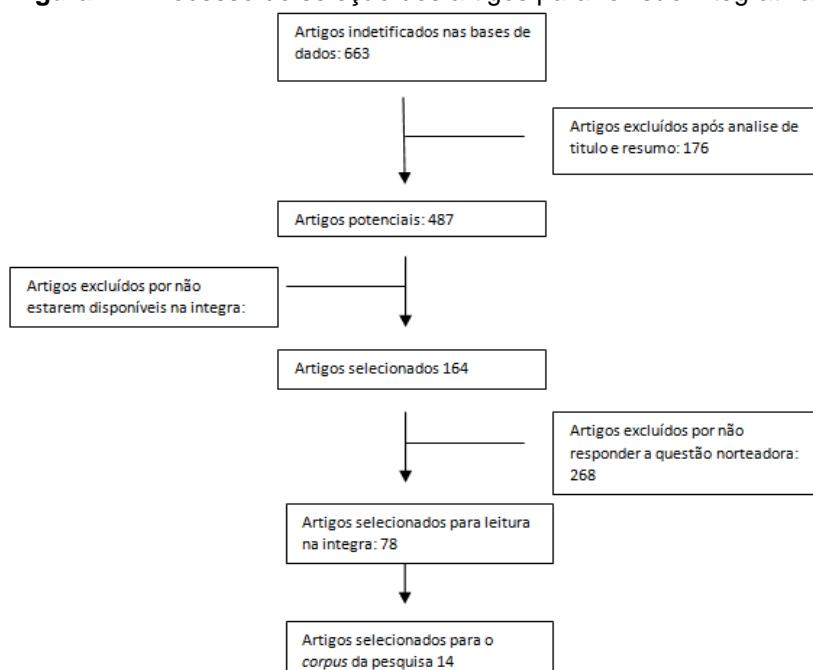 Artigos indetificados nas bases de
dados: 663
Artigos excluídos após analise de
titulo e resumo: 176
Artigos potenciais: 487
Artigos excluídos por não
estarem disponíveis na integra:
Artigos selecionados 164
Artigos excluídos por não
responder a questão norteadora:
268
Artigos selecionados para leitura
na integra: 78
Artigos selecionados para o
corpus da pesquisa 14